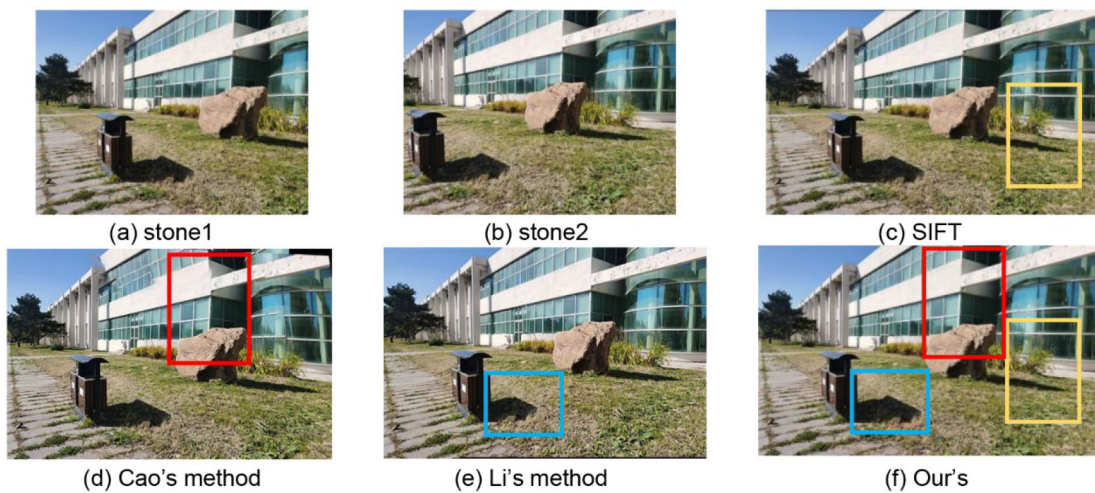 (a) stone1
(b) stone2
(c) SIFT
(d) Cao's method
(e) Li's method
(f) Our's